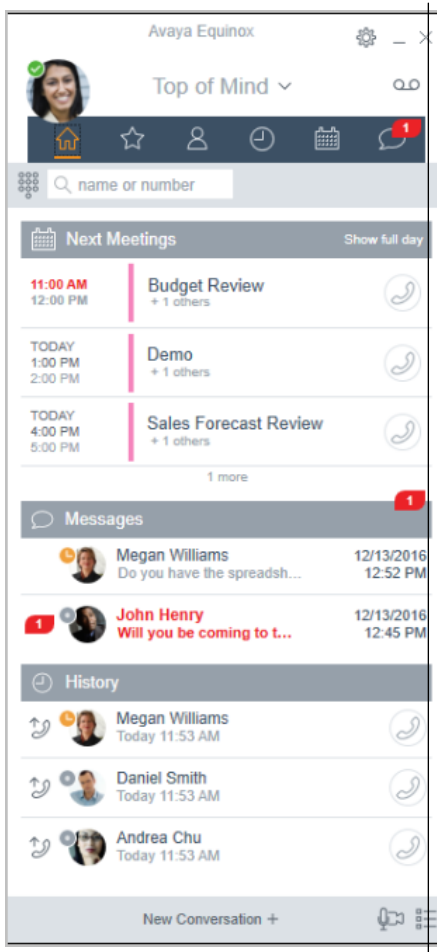 Avaya Equinox
Top of Mind
1
name or number
Next Meetings Show full day
11:00 AM
12:00 PM
Budget Review
+ 1 others
TODAY
1:00 PM
2:00 PM
Demo
+ 1 others
TODAY
4:00 PM
5:00 PM
Sales Forecast Review
+ 1 others
1 more
1
Messages
Megan Williams 12/13/2016
Do you have the spreadsh... 12:52 PM
1
John Henry 12/13/2016
Will you be coming to t... 12:45 PM
History
Megan Williams
Today 11:53 AM
Daniel Smith
Today 11:53 AM
Andrea Chu
Today 11:53 AM
New Conversation +